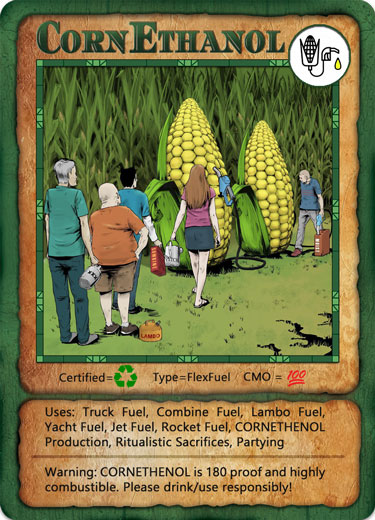 CORNETHANOL
LAMBO
Certified=♻ Type=FlexFuel CMO = 100
Uses: Truck Fuel, Combine Fuel, Lambo Fuel,
Yacht Fuel, Jet Fuel, Rocket Fuel, CORNETHENOL
Production, Ritualistic Sacrifices, Partying
Warning: CORNETHENOL is 180 proof and highly
combustible. Please drink/use responsibly!